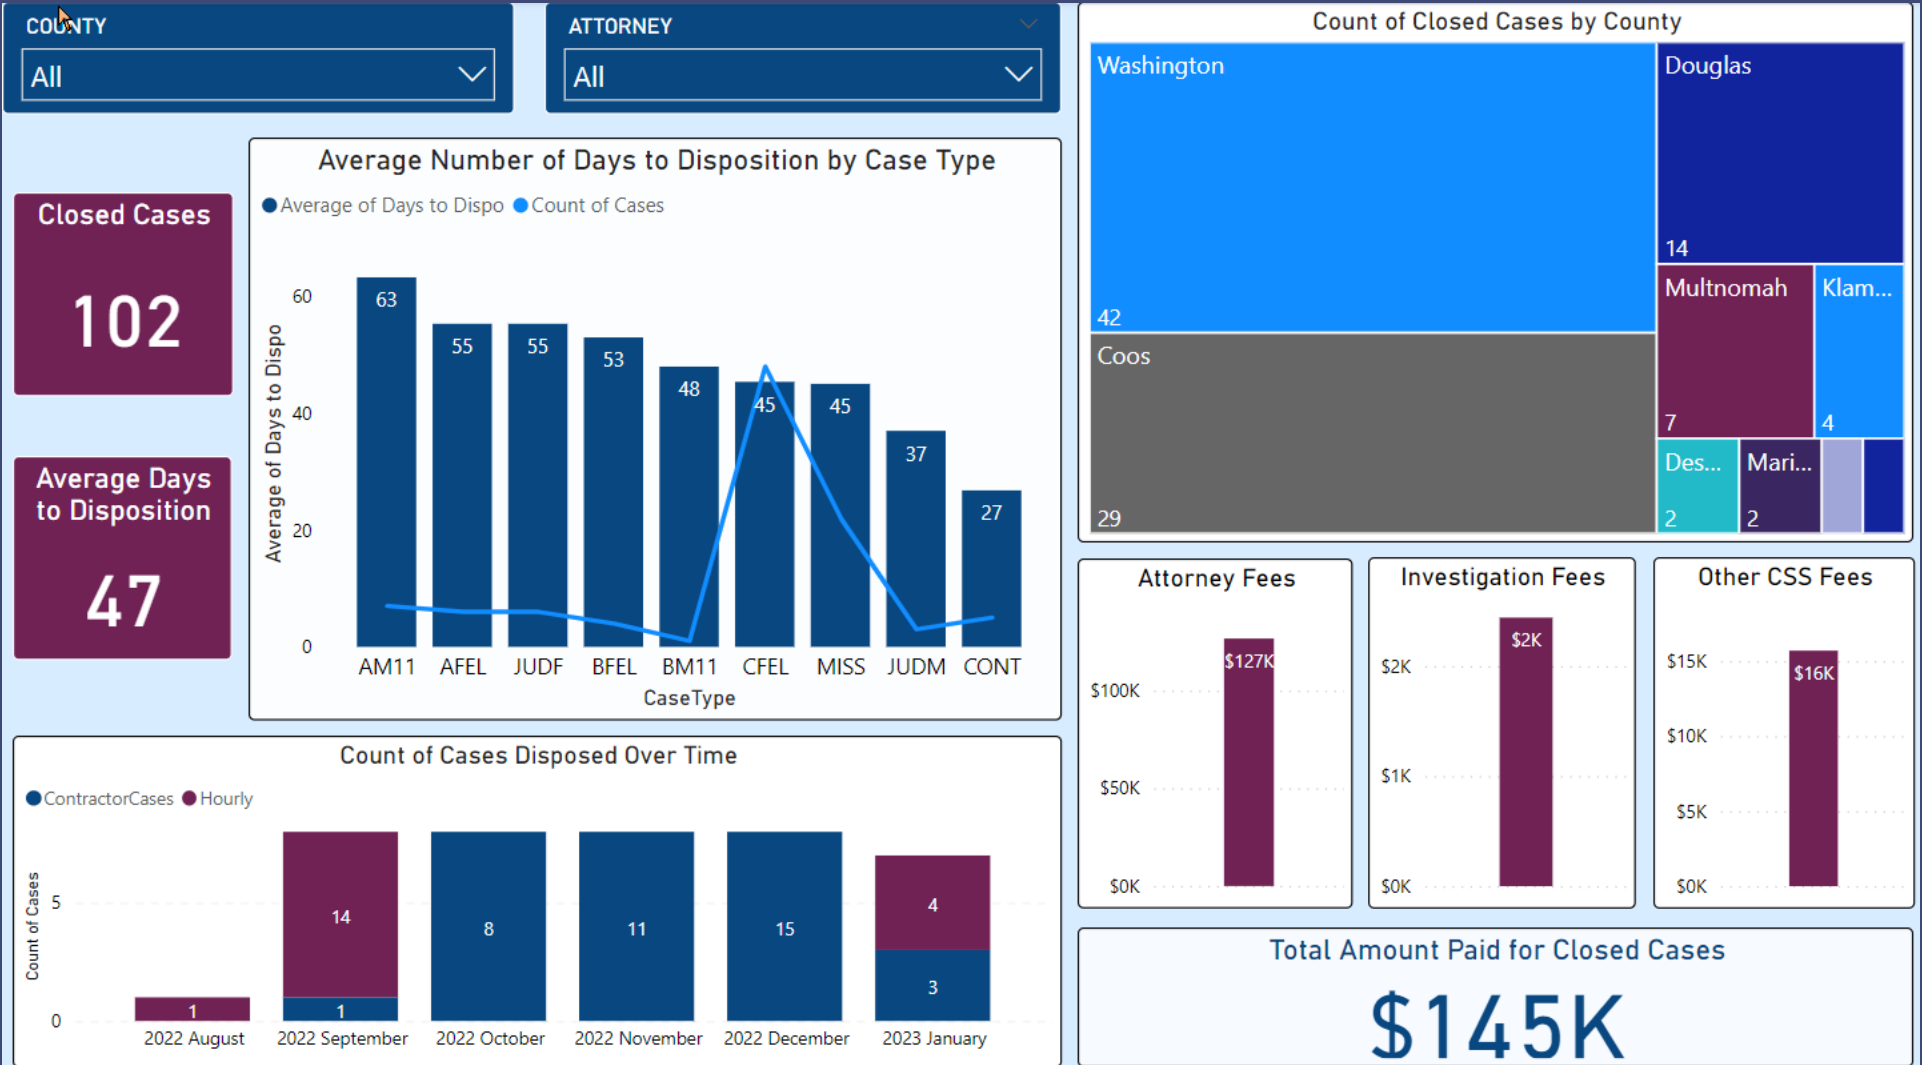 COUNTY
All
ATTORNEY
All
Closed Cases
102
Average Days
to Disposition
47
Average Number of Days to Disposition by Case Type
Average of Days to Dispo Count of Cases
Average of Days to Dispo
60
40
20
0
63
55
55
53
48
45
45
37
27
AM11 AFEL JUDF BFEL BM11 CFEL MISS JUDM CONT
CaseType
Count of Cases Disposed Over Time
ContractorCases Hourly
Count of Cases
5
0
1
14
1
8
11
15
4
3
2022 August 2022 September 2022 October 2022 November 2022 December 2023 January
Count of Closed Cases by County
Washington
42
Coos
29
Douglas
14
Multnomah
7
Klam...
4
Des...
2
Mari...
2
Attorney Fees
$127K
$100K
$50K
$0K
Investigation Fees
$2K
$2K
$1K
$0K
Other CSS Fees
$16K
$15K
$10K
$5K
$0K
Total Amount Paid for Closed Cases
$145K